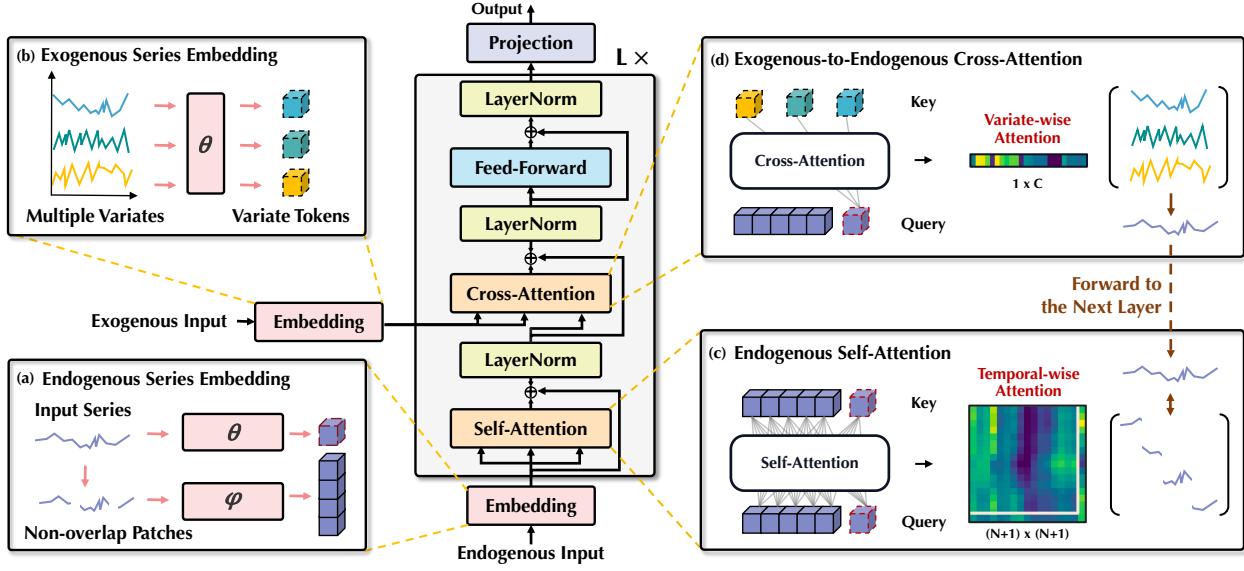 (b) Exogenous Series Embedding
θ
Multiple Variates
Variate Tokens
Exogenous Input
Embedding
(a) Endogenous Series Embedding
Input Series
θ
φ
Non-overlap Patches
Output
Projection
L ×
LayerNorm
Feed-Forward
LayerNorm
Cross-Attention
LayerNorm
Self-Attention
Embedding
Endogenous Input
(d) Exogenous-to-Endogenous Cross-Attention
Key
Cross-Attention
Query
Variate-wise
Attention
1 x C
Forward to
the Next Layer
(c) Endogenous Self-Attention
Key
Self-Attention
Query
Temporal-wise
Attention
(N+1) x (N+1)